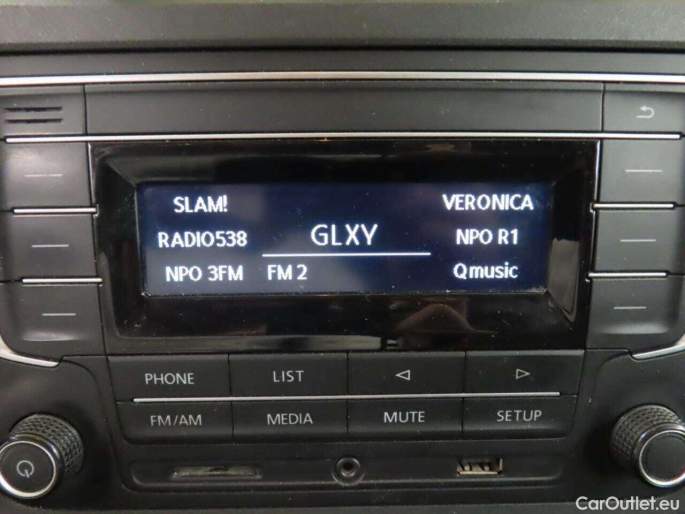 SLAM! VERONICA
RADIO538 GLXY NPO R1
NPO 3FM FM 2 Qmusic
PHONE LIST
FM/AM MEDIA MUTE SETUP
CarOutlet.eu